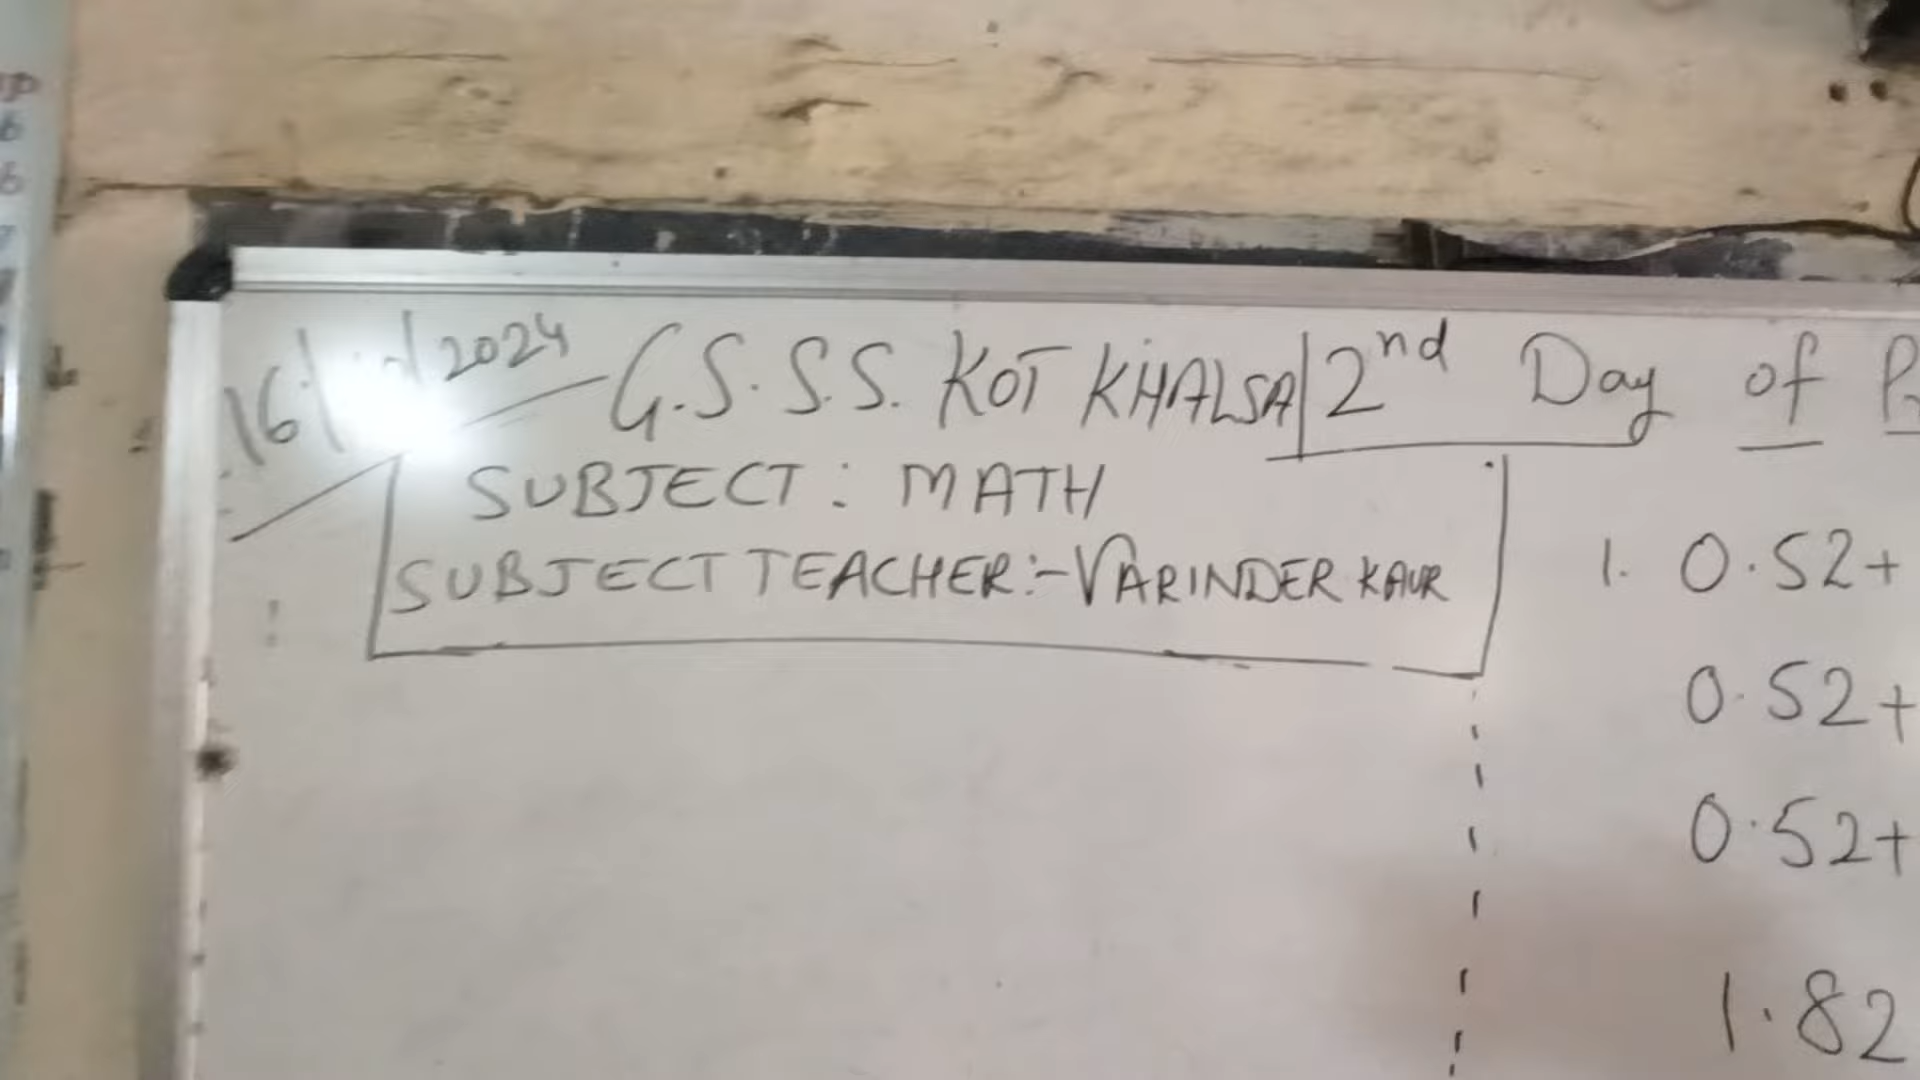 16/ /2024 G.S.S.S. KOT KHALSA/2nd Day of
SUBJECT: MATH
SUBJECT TEACHER:- VARINDER KAUR
1. 0.52+
0.52+
0.52+
1.82